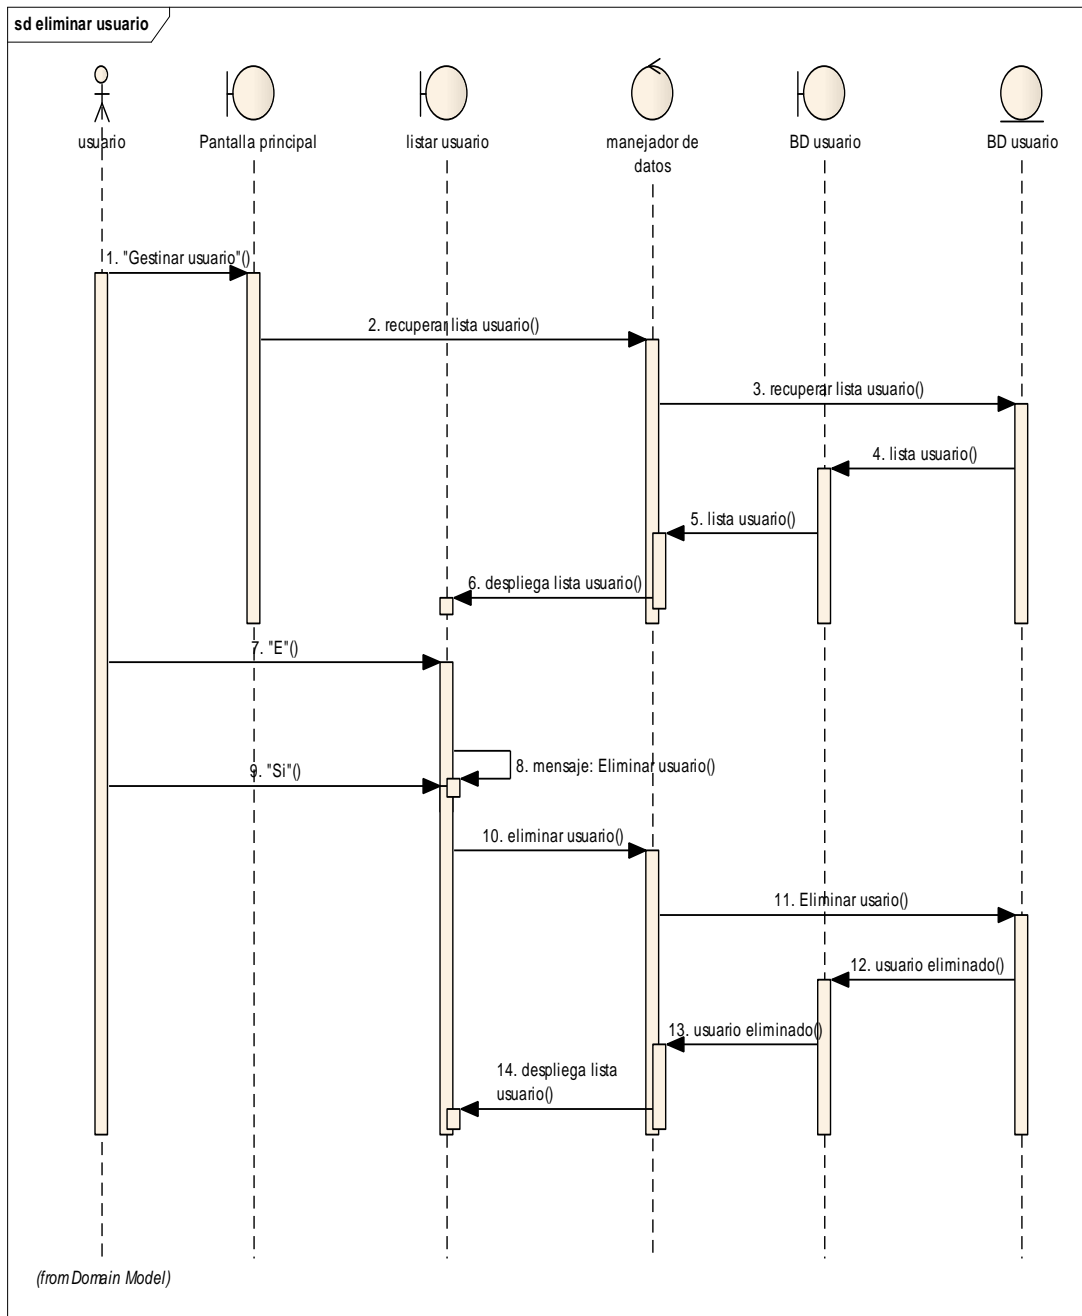 sd eliminar usuario
usuario
Pantalla principal
listar usuario
manejador de
datos
BD usuario
BD usuario
1. "Gestinar usuario"()
2. recuperar lista usuario()
3. recuperar lista usuario()
4. lista usuario()
5. lista usuario()
6. despliega lista usuario()
7. "E"()
8. mensaje: Eliminar usuario()
9. "Si"()
10. eliminar usuario()
11. Eliminar usario()
12. usuario eliminado()
13. usuario eliminado()
14. despliega lista
usuario()
(from Domain Model)